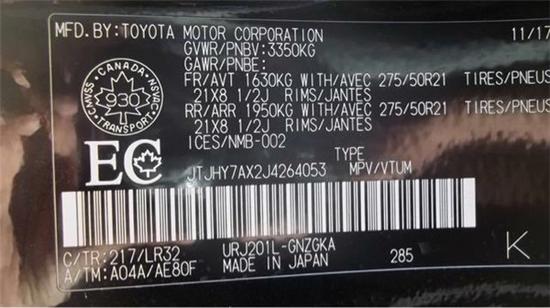 MFD.BY:TOYOTA MOTOR CORPORATION 11/17
GVWR/PNBV:3350KG
GAWR/PNBE:
FR/AVT 1630KG WITH/AVEC 275/50R21 TIRES/PNEUS
21X8 1/2J RIMS/JANTES
RR/ARR 1950KG WITH/AVEC 275/50R21 TIRES/PNEUS
21X8 1/2J RIMS/JANTES
ICES/NMB-002
CANADA
CMVSS
NSVAC
930
TRANSPORT
EC
TYPE
JTJHY7AX2J4264053 MPV/VTUM
C/TR:217/LR32 URJ201L-GNZGKA
A/TM:A04A/AE80F MADE IN JAPAN 285 K